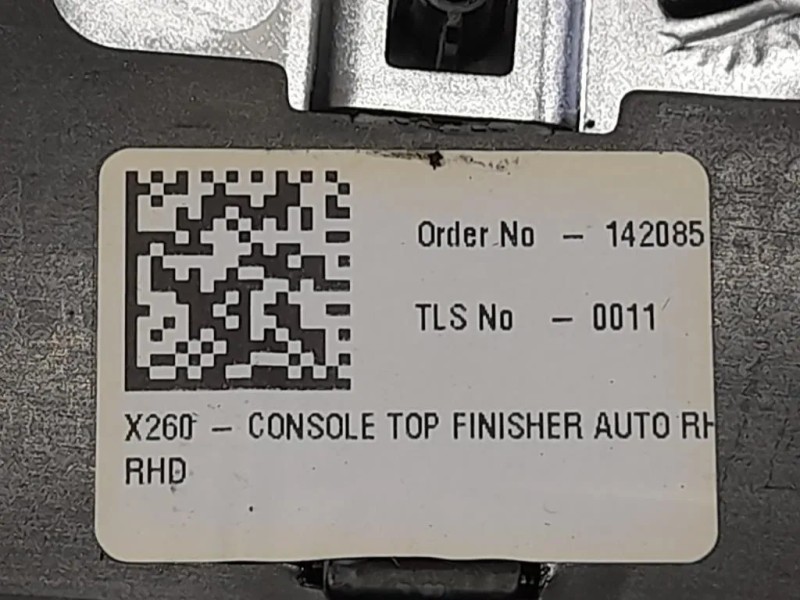 Order No - 142085
TLS No - 0011
X260 - CONSOLE TOP FINISHER AUTO RH
RHD